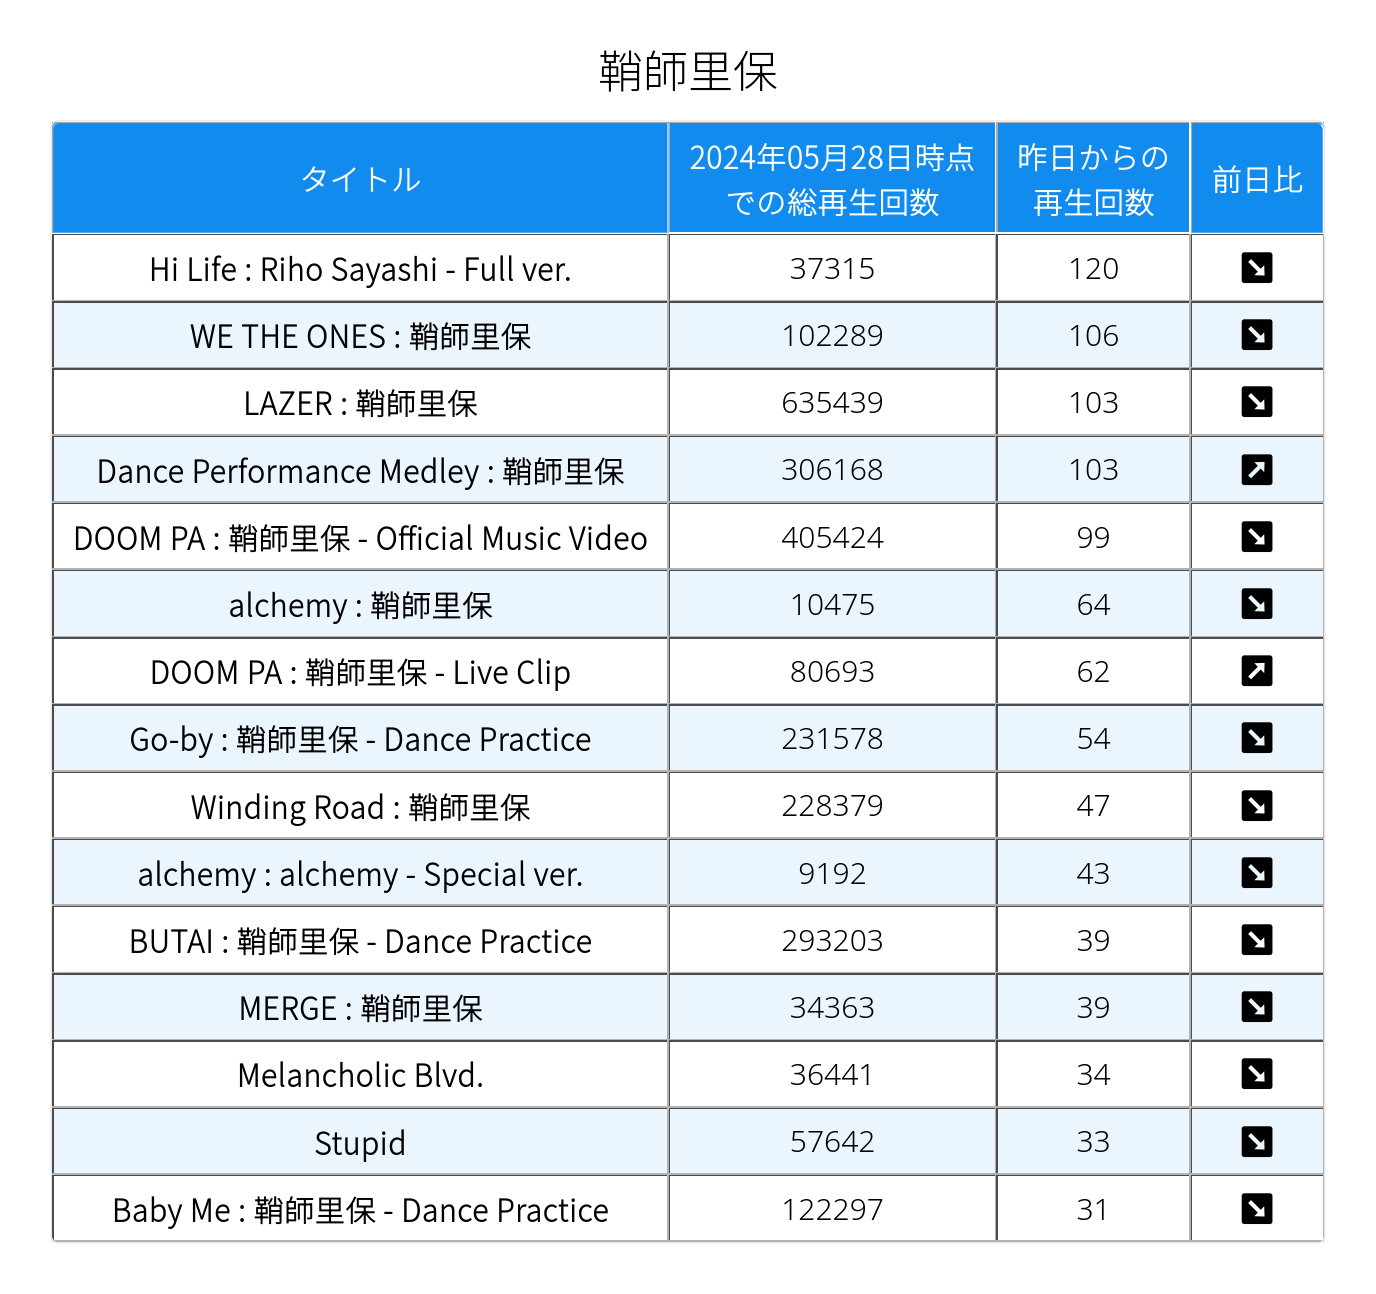 鞘師里保
タイトル 2024年05月28日時点での総再生回数 昨日からの再生回数 前日比
Hi Life : Riho Sayashi - Full ver. 37315 120 ↘
WE THE ONES : 鞘師里保 102289 106 ↘
LAZER : 鞘師里保 635439 103 ↘
Dance Performance Medley : 鞘師里保 306168 103 ↗
DOOM PA : 鞘師里保 - Official Music Video 405424 99 ↘
alchemy : 鞘師里保 10475 64 ↘
DOOM PA : 鞘師里保 - Live Clip 80693 62 ↗
Go-by : 鞘師里保 - Dance Practice 231578 54 ↘
Winding Road : 鞘師里保 228379 47 ↘
alchemy : alchemy - Special ver. 9192 43 ↘
BUTAI : 鞘師里保 - Dance Practice 293203 39 ↘
MERGE : 鞘師里保 34363 39 ↘
Melancholic Blvd. 36441 34 ↘
Stupid 57642 33 ↘
Baby Me : 鞘師里保 - Dance Practice 122297 31 ↘